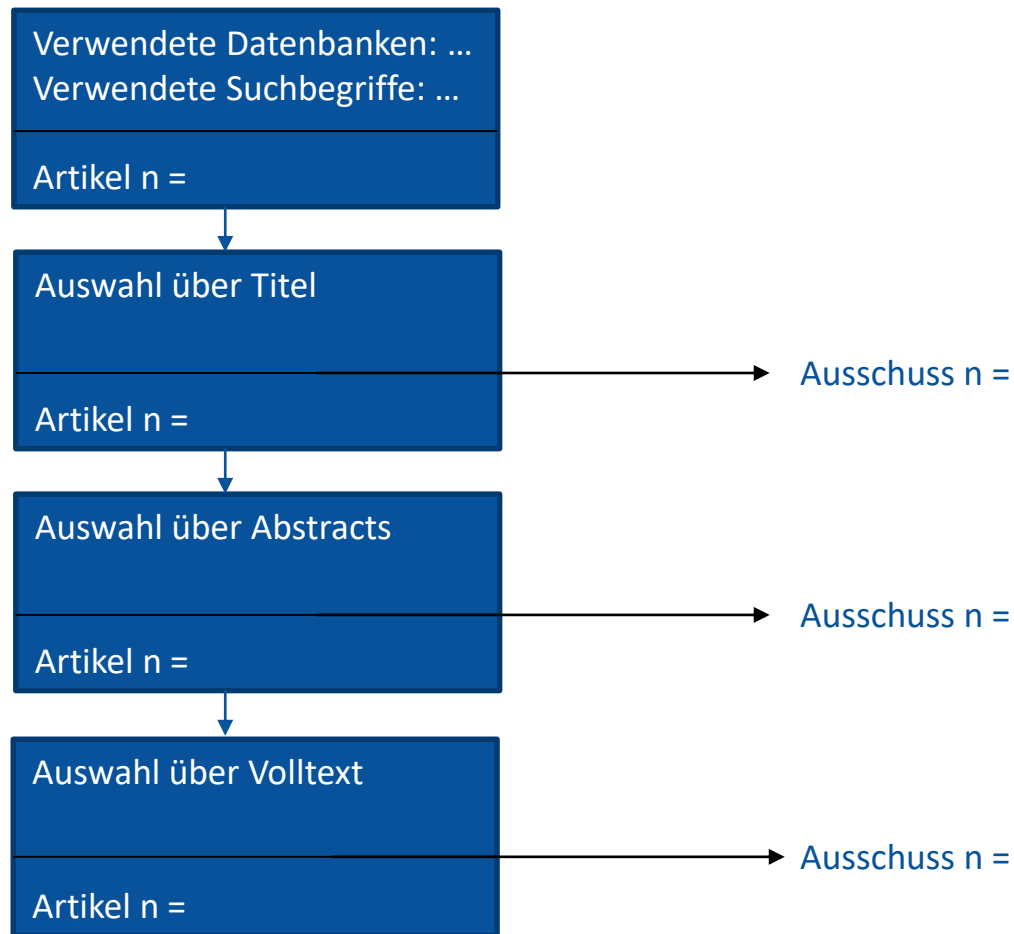 Verwendete Datenbanken: …
Verwendete Suchbegriffe: …
Artikel n =
Auswahl über Titel
Ausschuss n =
Artikel n =
Auswahl über Abstracts
Ausschuss n =
Artikel n =
Auswahl über Volltext
Ausschuss n =
Artikel n =